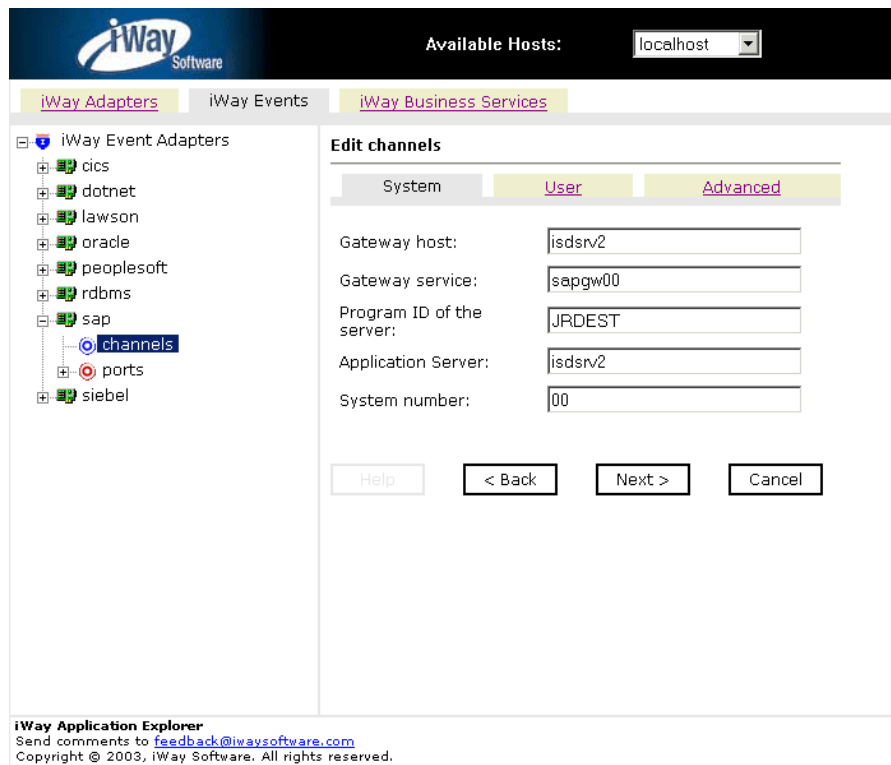 iWay
Software
Available Hosts:
localhost
iWay Adapters
iWay Events
iWay Business Services
iWay Event Adapters
cics
dotnet
lawson
oracle
peoplesoft
rdbms
sap
channels
ports
siebel
Edit channels
System
User
Advanced
Gateway host:
isdsrv2
Gateway service:
sapgw00
Program ID of the
server:
JRDEST
Application Server:
isdsrv2
System number:
00
Help
< Back
Next >
Cancel
iWay Application Explorer
Send comments to feedback@iwaysoftware.com
Copyright © 2003, iWay Software. All rights reserved.